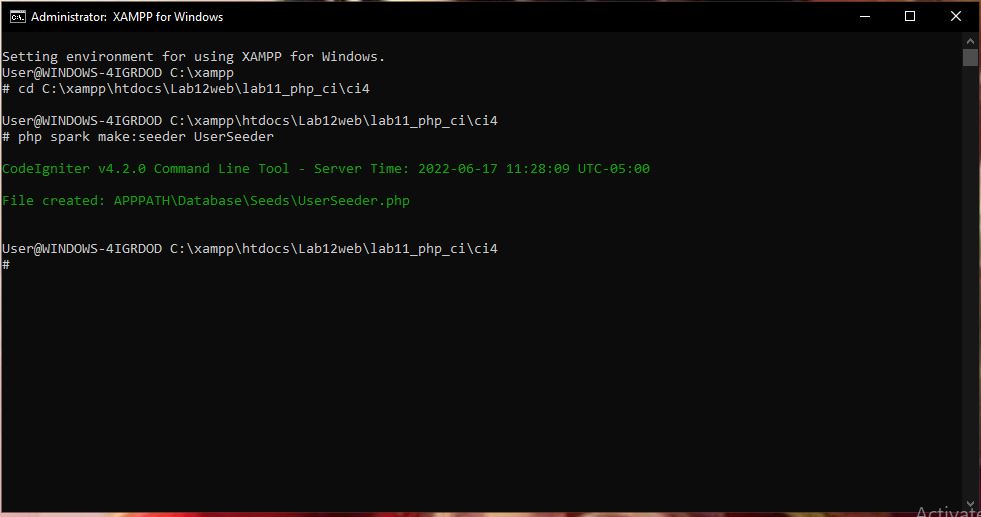 Administrator: XAMPP for Windows
Setting environment for using XAMPP for Windows.
User@WINDOWS-4IGRDOD C:\xampp
# cd C:\xampp\htdocs\Lab12web\lab11_php_ci\ci4
User@WINDOWS-4IGRDOD C:\xampp\htdocs\Lab12web\lab11_php_ci\ci4
# php spark make:seeder UserSeeder
CodeIgniter v4.2.0 Command Line Tool - Server Time: 2022-06-17 11:28:09 UTC-05:00
File created: APPPATH\Database\Seeds\UserSeeder.php
User@WINDOWS-4IGRDOD C:\xampp\htdocs\Lab12web\lab11_php_ci\ci4
#
Activate